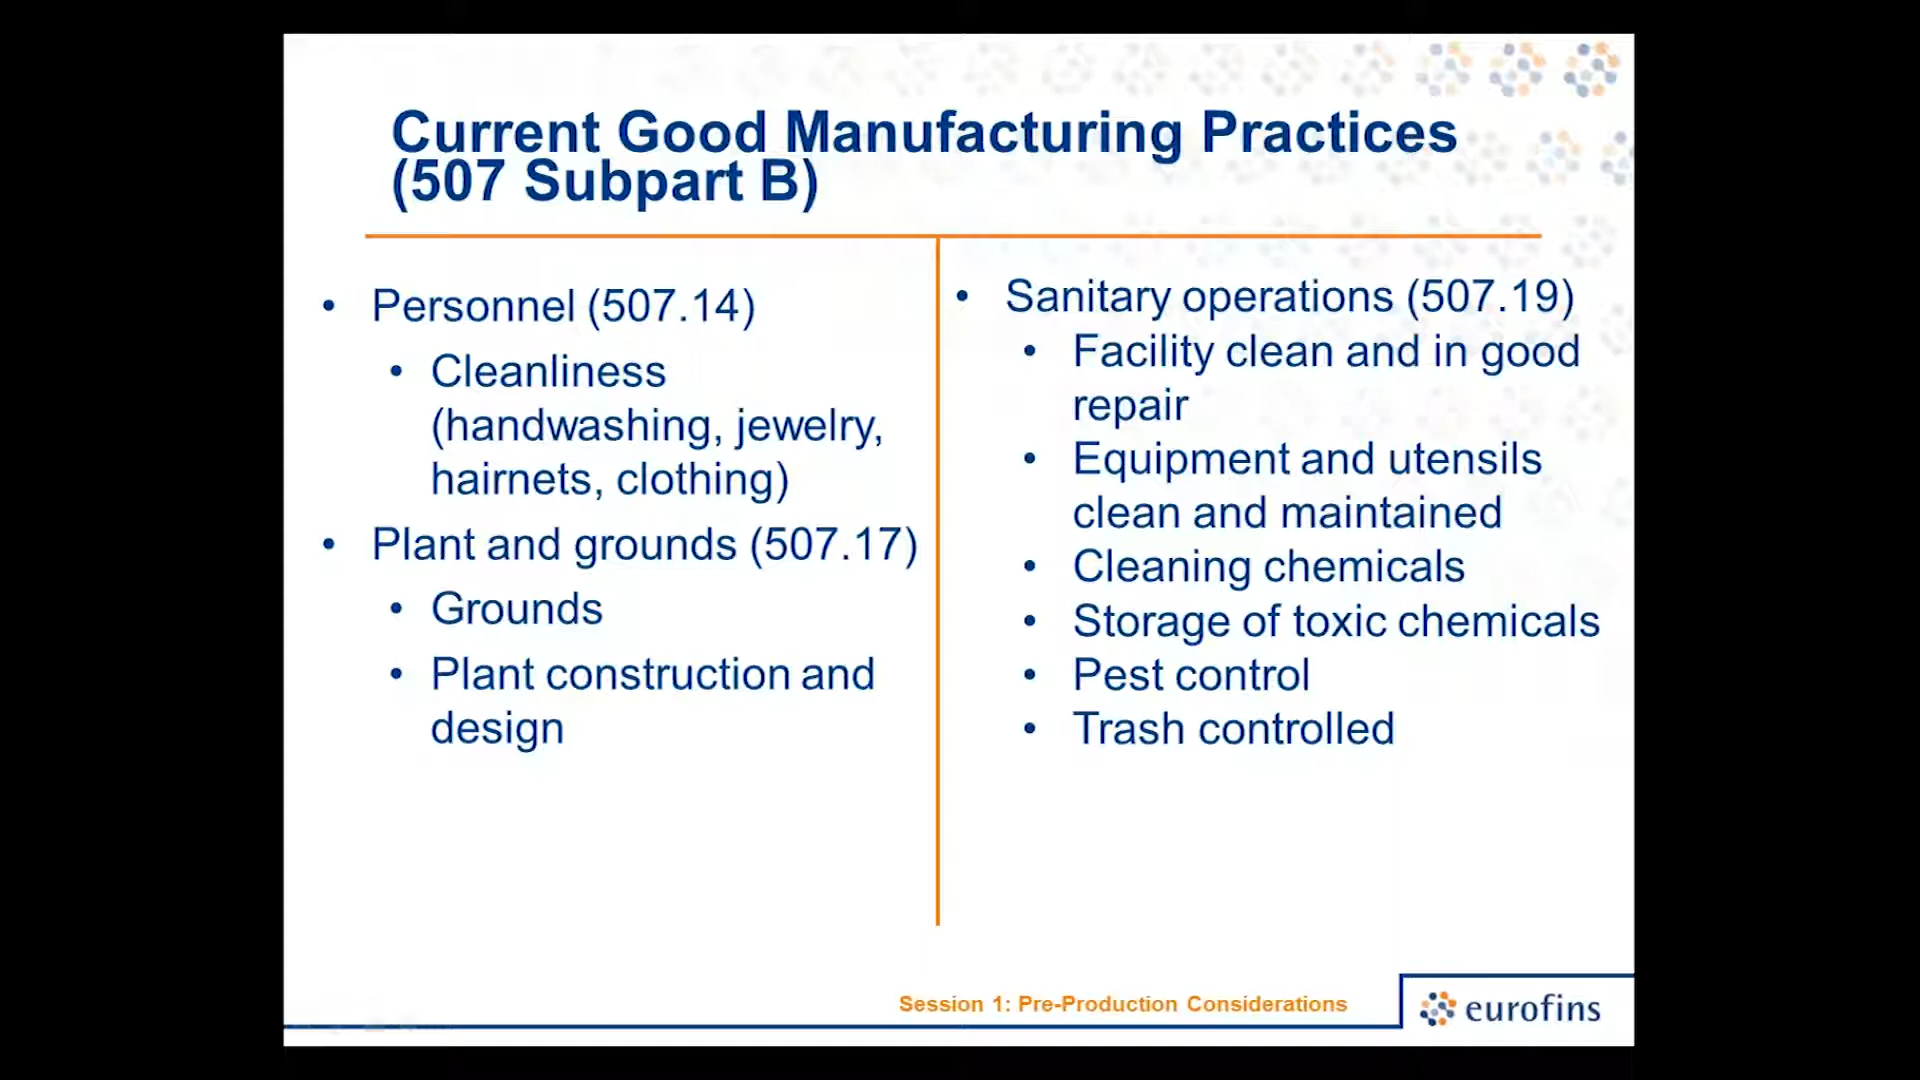 Current Good Manufacturing Practices
(507 Subpart B)
• Personnel (507.14)
• Cleanliness
(handwashing, jewelry,
hairnets, clothing)
• Plant and grounds (507.17)
• Grounds
• Plant construction and
design
• Sanitary operations (507.19)
• Facility clean and in good
repair
• Equipment and utensils
clean and maintained
• Cleaning chemicals
• Storage of toxic chemicals
• Pest control
• Trash controlled
Session 1: Pre-Production Considerations
eurofins